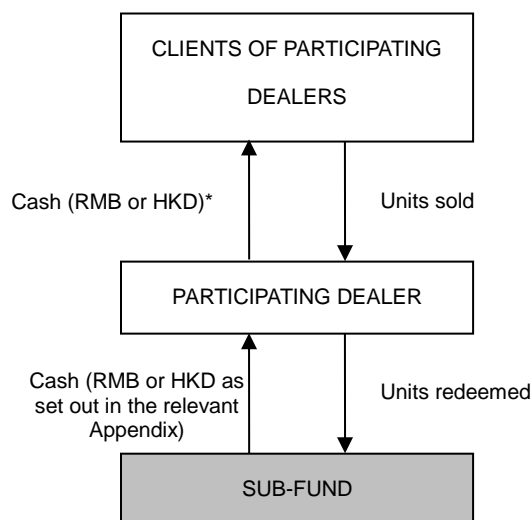 CLIENTS OF PARTICIPATING
DEALERS
Cash (RMB or HKD)*
Units sold
PARTICIPATING DEALER
Cash (RMB or HKD as
set out in the relevant
Appendix)
Units redeemed
SUB-FUND